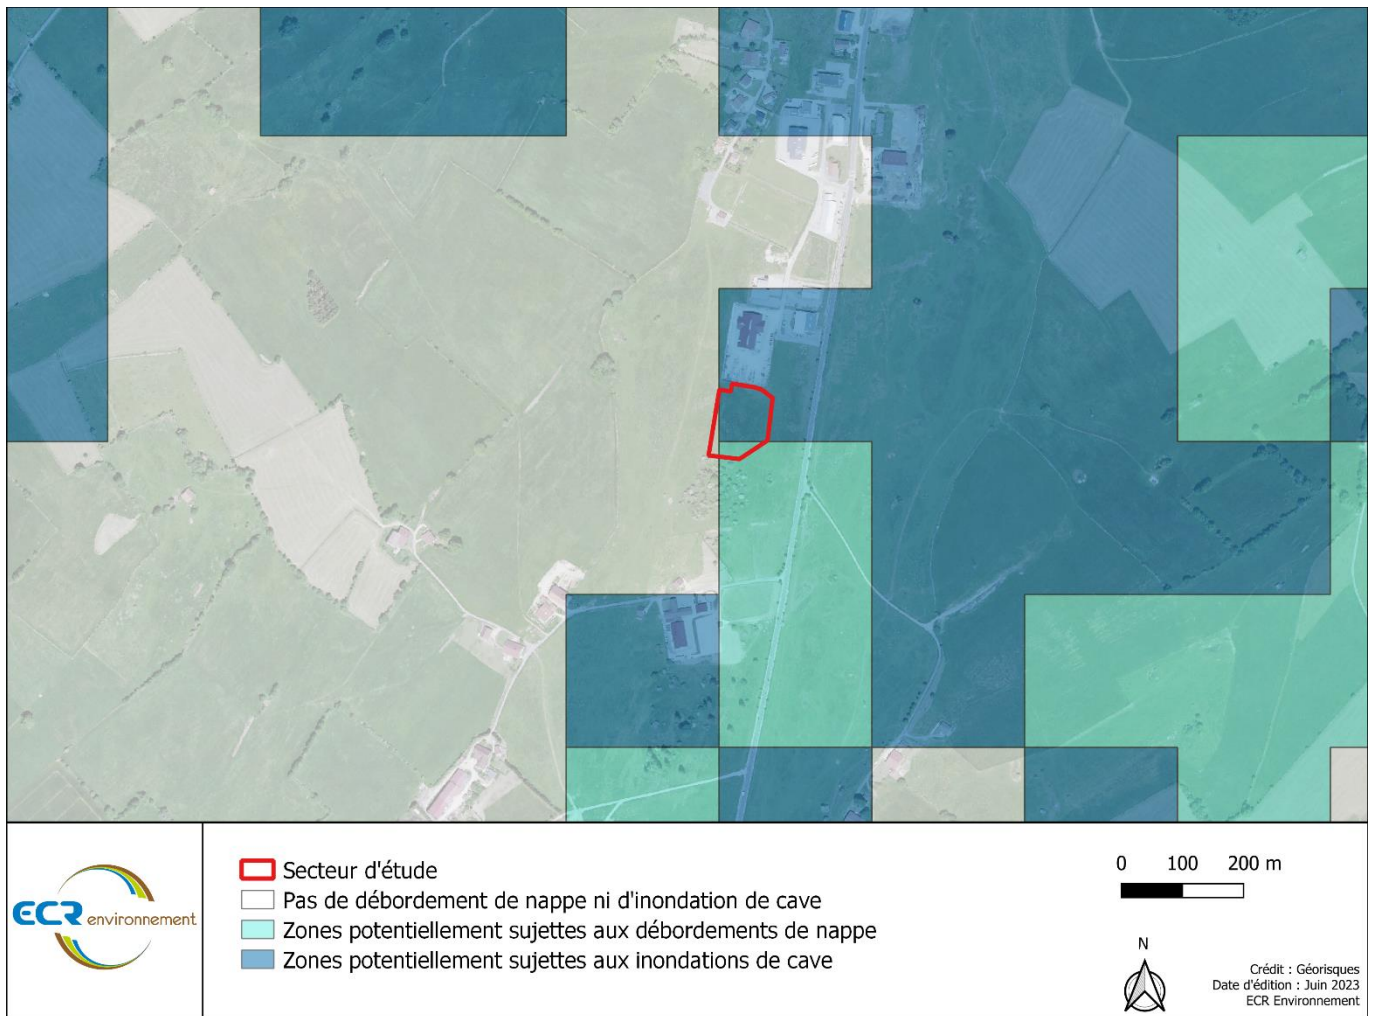 ECR environnement
Secteur d'étude
Pas de débordement de nappe ni d'inondation de cave
Zones potentiellement sujettes aux débordements de nappe
Zones potentiellement sujettes aux inondations de cave
0 100 200 m
N
Crédit : Géorisques
Date d'édition : Juin 2023
ECR Environnement